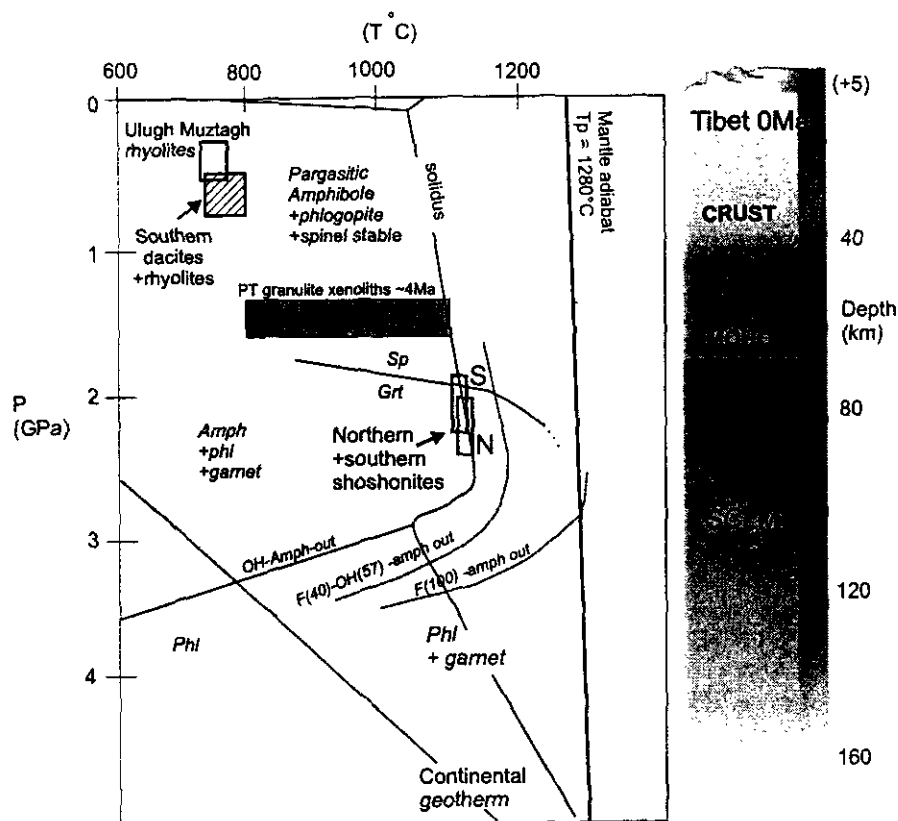 (T °C)
600 800 1000 1200
0
1
2
3
4
P
(GPa)
Ulugh Muztagh
rhyolites
Southern
dacites
+rhyolites
Pargasitic
Amphibole
+phlogopite
+spinel stable
solidus
Mantle adiabat
Tp = 1280°C
PT granulite xenoliths ~4Ma
Sp
Grt
S
N
Northern
+southern
shoshonites
Amph
+phl
+garnet
OH-Amph-out
F(40)-OH(57) -amph out
F(100) -amph out
Phl
Phl
+ garnet
Continental
geotherm
(+5)
Tibet 0Ma
CRUST
40
Depth
(km)
80
120
160